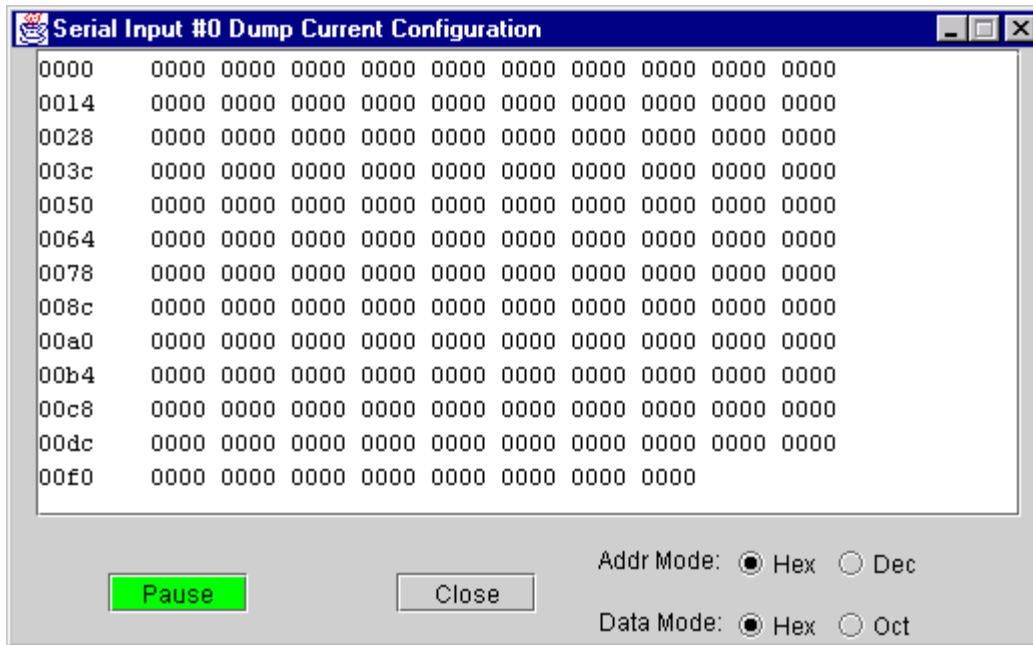 Serial Input #0 Dump Current Configuration
0000 0000 0000 0000 0000 0000 0000 0000 0000 0000 0000
0014 0000 0000 0000 0000 0000 0000 0000 0000 0000 0000
0028 0000 0000 0000 0000 0000 0000 0000 0000 0000 0000
003c 0000 0000 0000 0000 0000 0000 0000 0000 0000 0000
0050 0000 0000 0000 0000 0000 0000 0000 0000 0000 0000
0064 0000 0000 0000 0000 0000 0000 0000 0000 0000 0000
0078 0000 0000 0000 0000 0000 0000 0000 0000 0000 0000
008c 0000 0000 0000 0000 0000 0000 0000 0000 0000 0000
00a0 0000 0000 0000 0000 0000 0000 0000 0000 0000 0000
00b4 0000 0000 0000 0000 0000 0000 0000 0000 0000 0000
00c8 0000 0000 0000 0000 0000 0000 0000 0000 0000 0000
00dc 0000 0000 0000 0000 0000 0000 0000 0000 0000 0000
00f0 0000 0000 0000 0000 0000 0000 0000 0000
Addr Mode: Hex Dec
Pause Close
Data Mode: Hex Oct